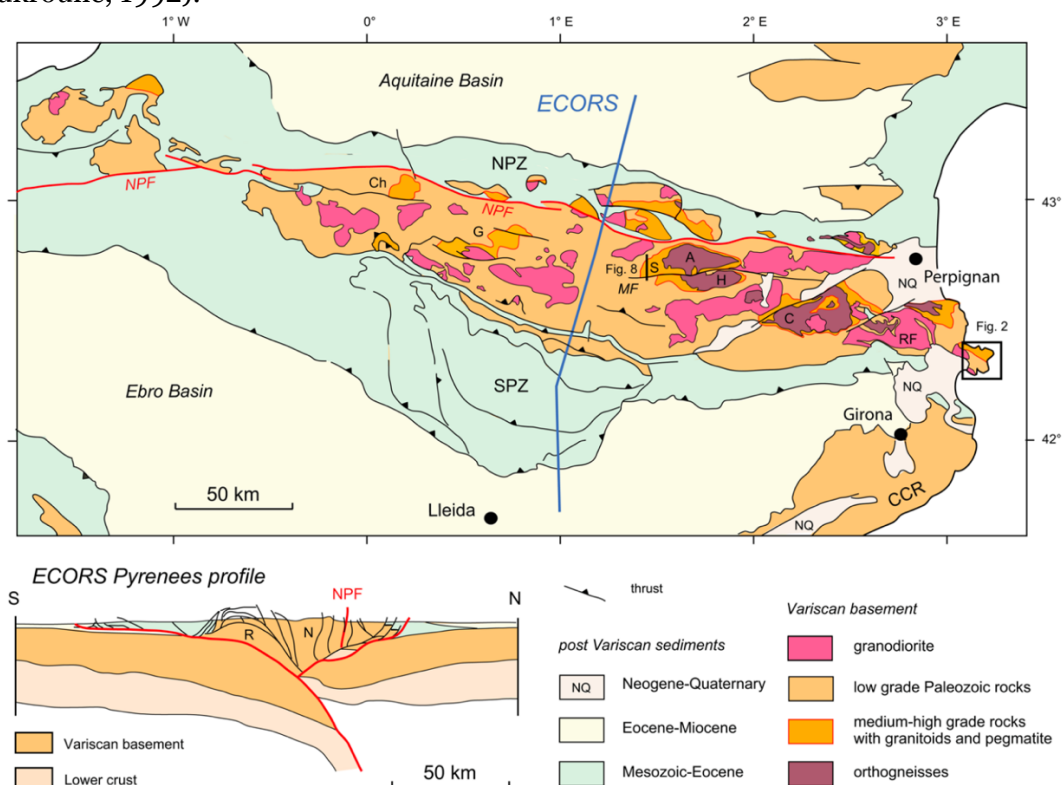 1° W 0° 1° E 2° E 3° E
Aquitaine Basin
ECORS
NPZ
NPF
Ch
NPF
43°
G
Fig. 8
S
A
H
MF
NQ
Perpignan
C
RF
Fig. 2
Ebro Basin
SPZ
NQ
Girona
42°
50 km
Lleida
CCR
NQ
ECORS Pyrenees profile
S
NPF
N
R
N
Variscan basement
Lower crust
50 km
thrust
post Variscan sediments
NQ
Neogene-Quaternary
Eocene-Miocene
Mesozoic-Eocene
Variscan basement
granodiorite
low grade Paleozoic rocks
medium-high grade rocks
with granitoids and pegmatite
orthogneisses